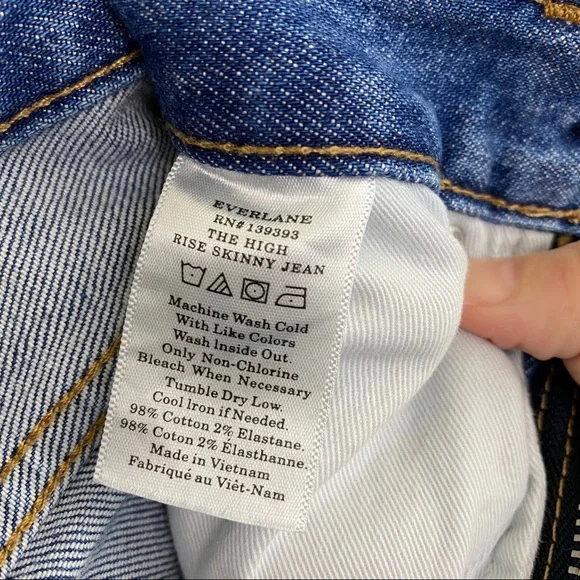 EVERLANE
RN# 139393
THE HIGH
RISE SKINNY JEAN
Machine Wash Cold
With Like Colors
Wash Inside Out.
Only Non-Chlorine
Bleach When Necessary
Tumble Dry Low.
Cool Iron if Needed.
98% Cotton 2% Elastane.
98% Coton 2% Élasthanne.
Made in Vietnam
Fabriqué au Viêt-Nam